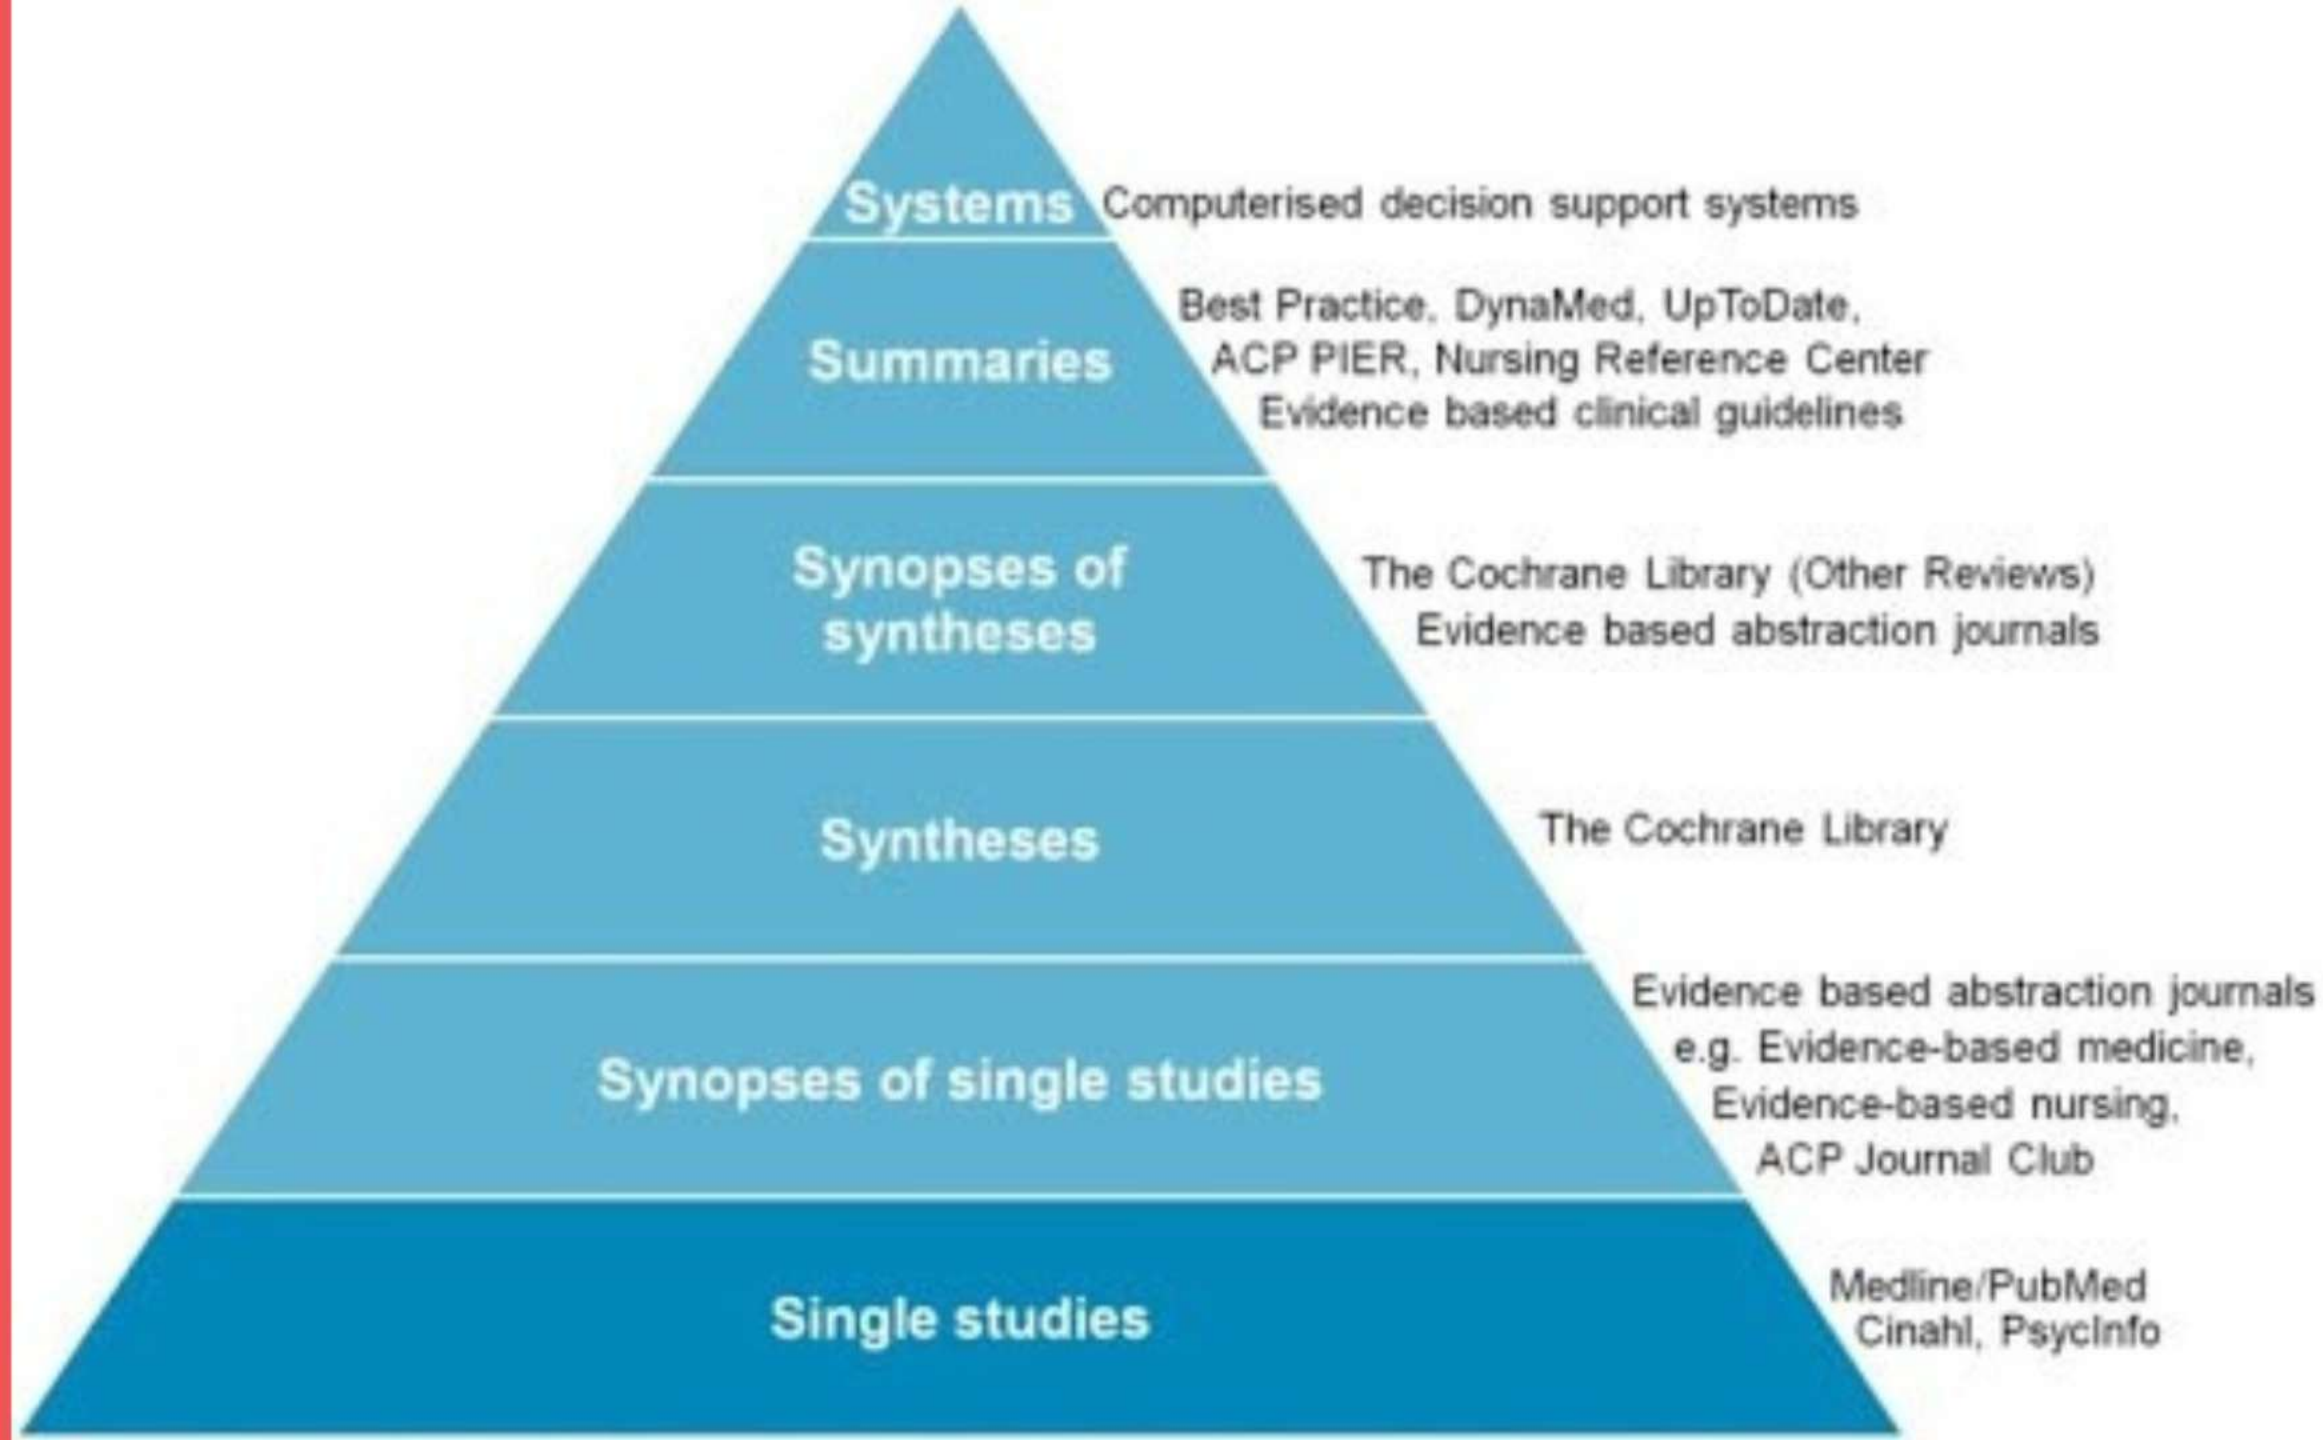 Systems
Computerised decision support systems
Summaries
Best Practice, DynaMed, UpToDate,
ACP PIER, Nursing Reference Center
Evidence based clinical guidelines
Synopses of
syntheses
The Cochrane Library (Other Reviews)
Evidence based abstraction journals
Syntheses
The Cochrane Library
Synopses of single studies
Evidence based abstraction journals
e.g. Evidence-based medicine,
Evidence-based nursing,
ACP Journal Club
Single studies
Medline/PubMed
Cinahl, PsycInfo